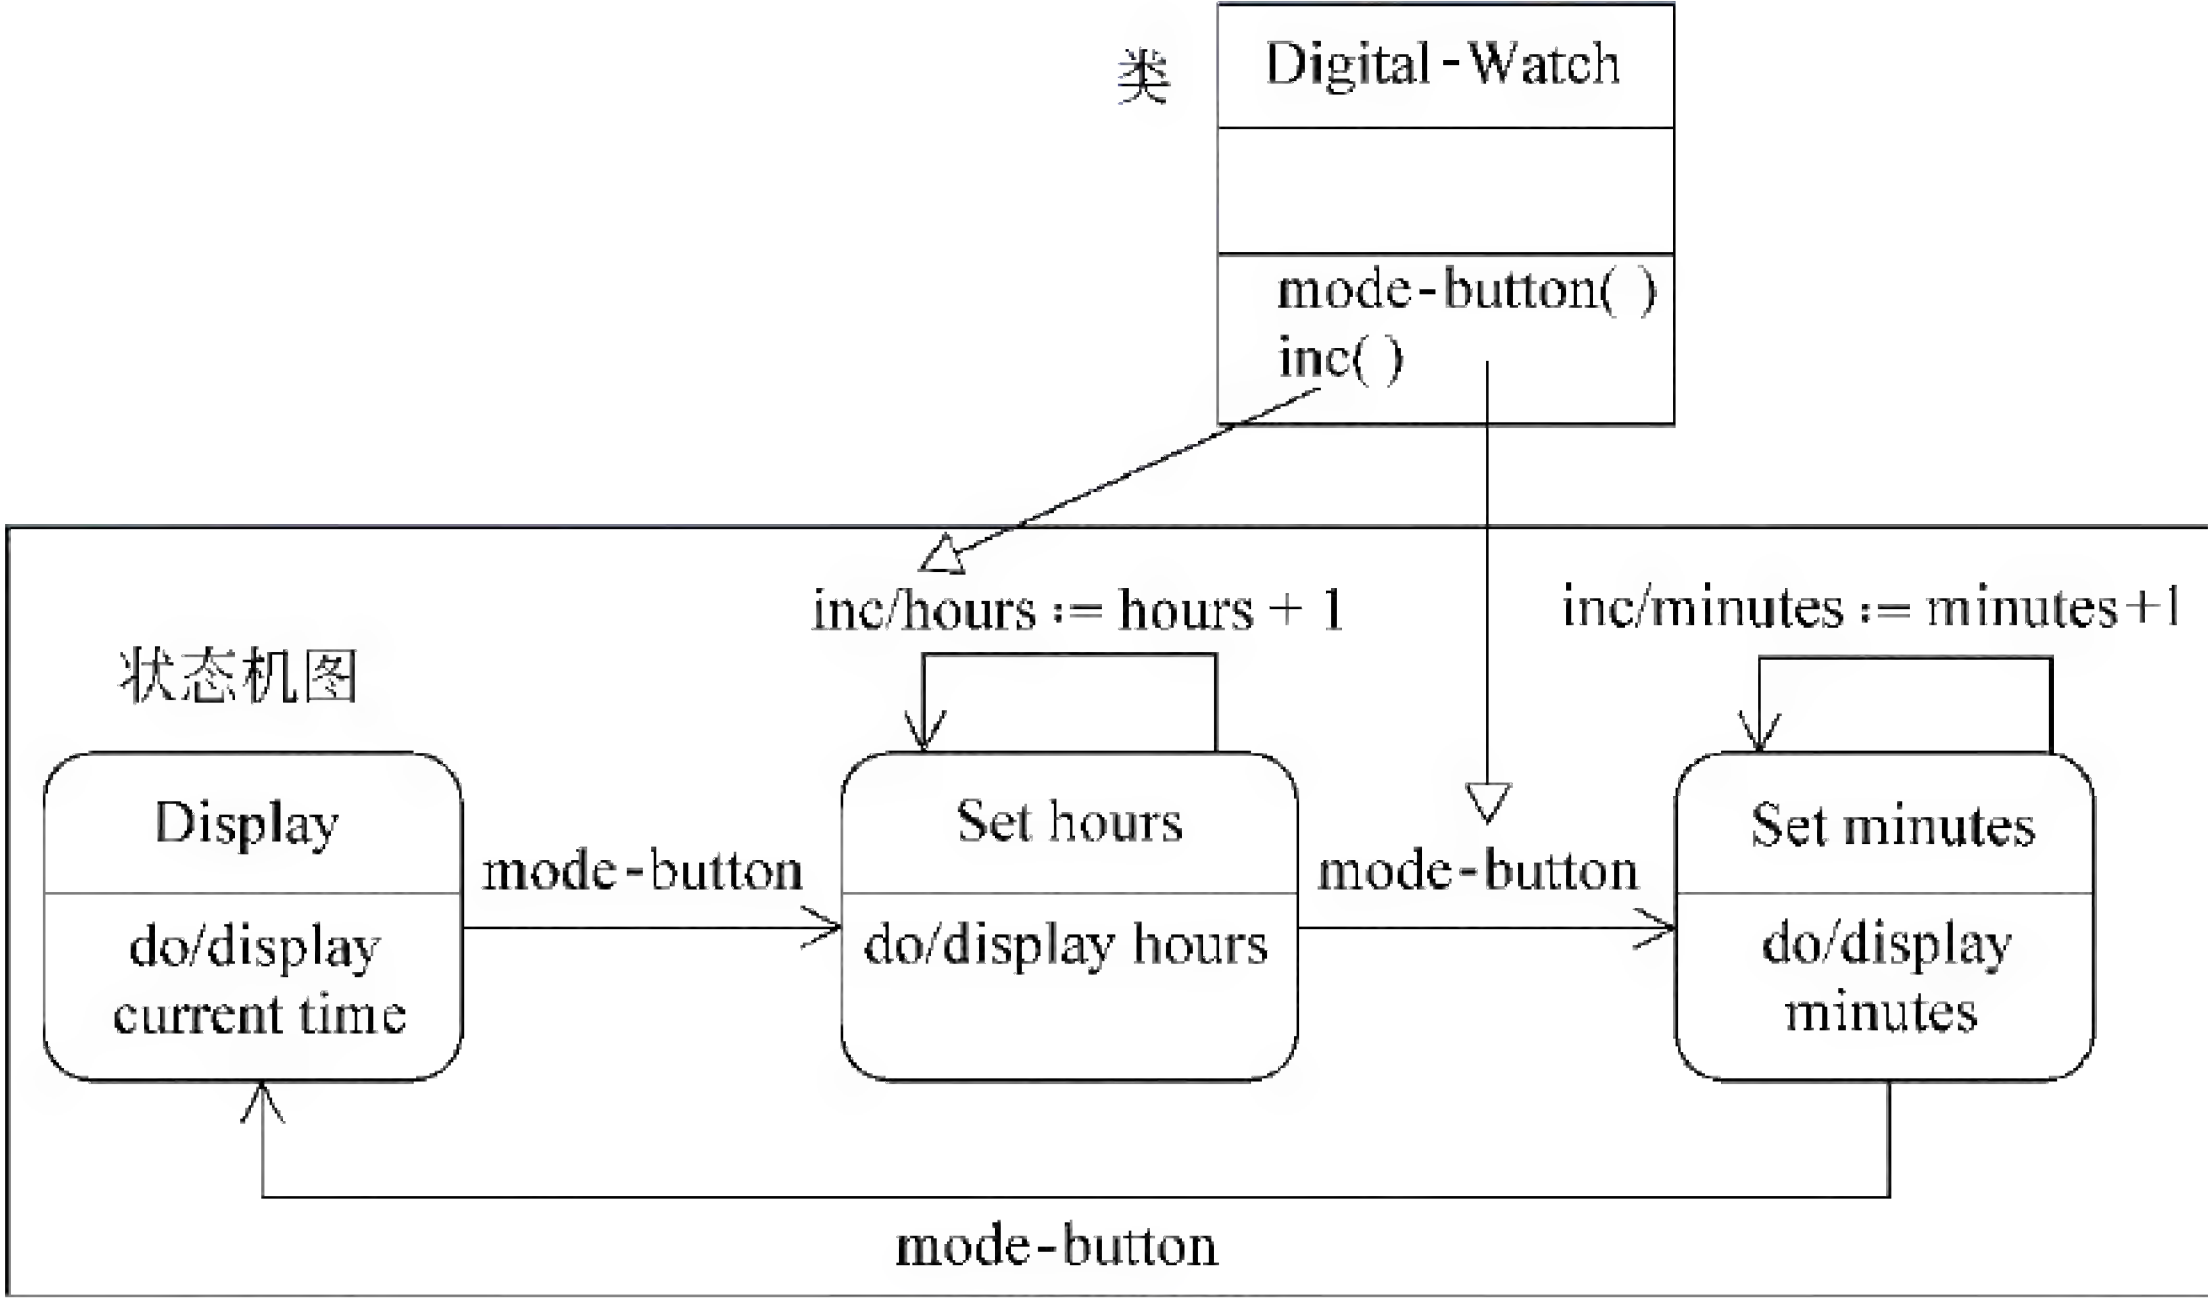 类
Digital-Watch
mode-button( )
inc( )
inc/hours := hours + 1
inc/minutes := minutes+1
状态机图
Display
do/display
current time
mode-button
Set hours
do/display hours
mode-button
Set minutes
do/display
minutes
mode-button